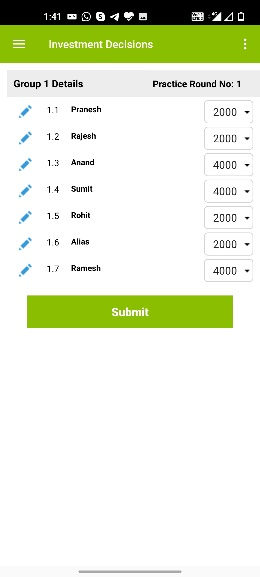 1:41
Investment Decisions
Group 1 Details Practice Round No: 1
1.1 Pranesh 2000
1.2 Rajesh 2000
1.3 Anand 4000
1.4 Sumit 4000
1.5 Rohit 2000
1.6 Alias 2000
1.7 Ramesh 4000
Submit